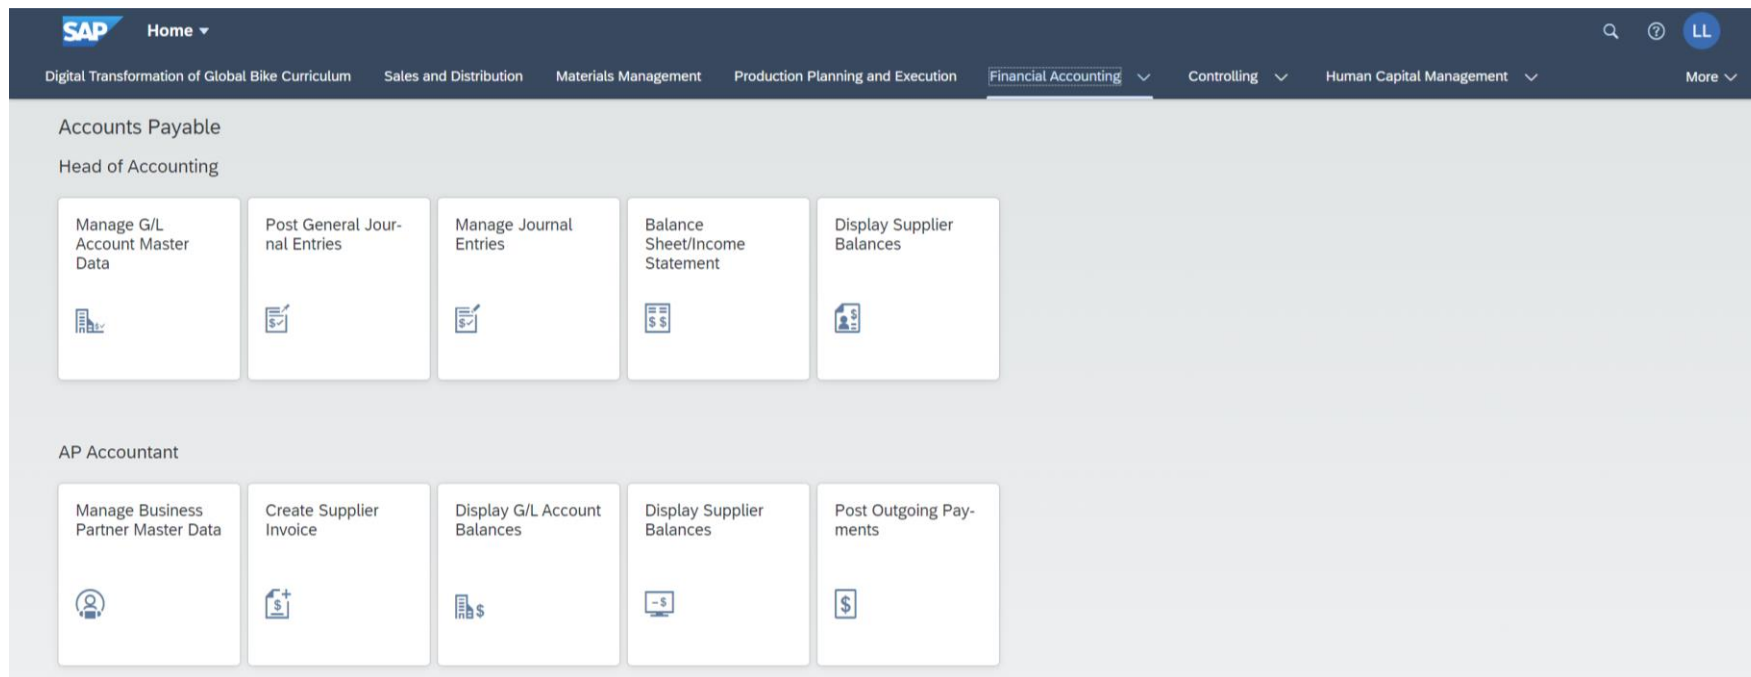 SAP Home
LL
Digital Transformation of Global Bike Curriculum Sales and Distribution Materials Management Production Planning and Execution Financial Accounting Controlling Human Capital Management More
Accounts Payable
Head of Accounting
Manage G/L
Account Master
Data
Post General Jour-
nal Entries
Manage Journal
Entries
Balance
Sheet/Income
Statement
Display Supplier
Balances
AP Accountant
Manage Business
Partner Master Data
Create Supplier
Invoice
Display G/L Account
Balances
Display Supplier
Balances
Post Outgoing Pay-
ments